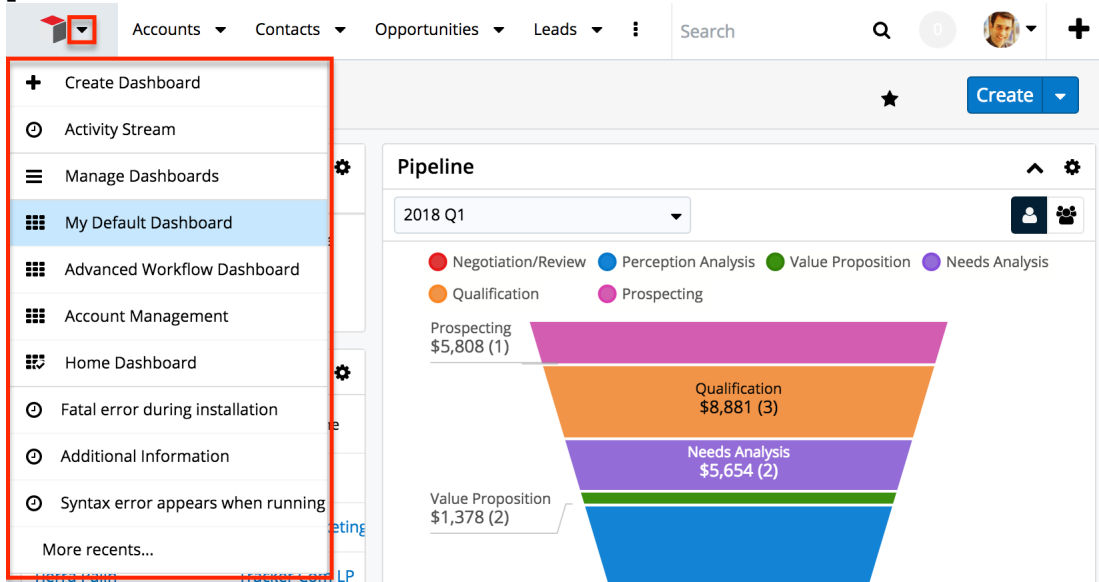 Accounts
Contacts
Opportunities
Leads
Search
0
Create Dashboard
Activity Stream
Manage Dashboards
My Default Dashboard
Advanced Workflow Dashboard
Account Management
Home Dashboard
Fatal error during installation
Additional Information
Syntax error appears when running
More recents...
Create
Pipeline
2018 Q1
Negotiation/Review
Perception Analysis
Value Proposition
Needs Analysis
Qualification
Prospecting
Prospecting
$5,808 (1)
Qualification
$8,881 (3)
Needs Analysis
$5,654 (2)
Value Proposition
$1,378 (2)
LP